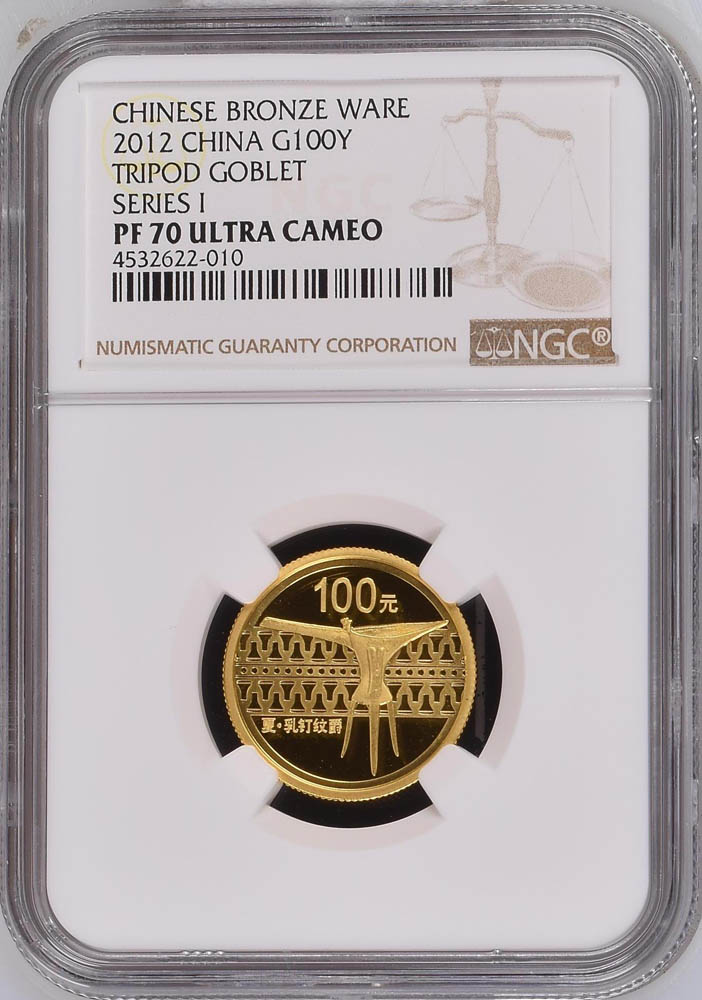 CHINESE BRONZE WARE
2012 CHINA G100Y
TRIPOD GOBLET
SERIES I
PF 70 ULTRA CAMEO
4532622-010
NGC
NUMISMATIC GUARANTY CORPORATION
NGC®
100元
夏·乳钉纹爵